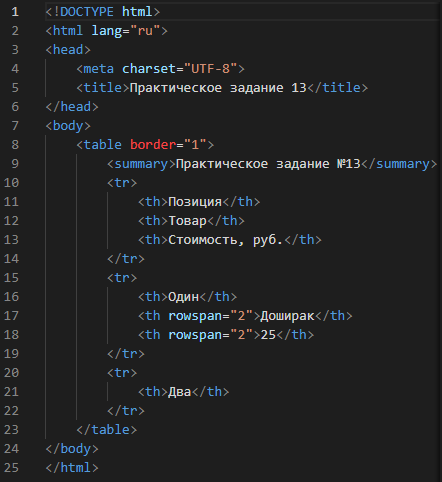 1 <!DOCTYPE html>
2 <html lang="ru">
3 <head>
4     <meta charset="UTF-8">
5     <title>Практическое задание 13</title>
6 </head>
7 <body>
8     <table border="1">
9         <summary>Практическое задание №13</summary>
10         <tr>
11             <th>Позиция</th>
12             <th>Товар</th>
13             <th>Стоимость, руб.</th>
14         </tr>
15         <tr>
16             <th>Один</th>
17             <th rowspan="2">Доширак</th>
18             <th rowspan="2">25</th>
19         </tr>
20         <tr>
21             <th>Два</th>
22         </tr>
23     </table>
24 </body>
25 </html>